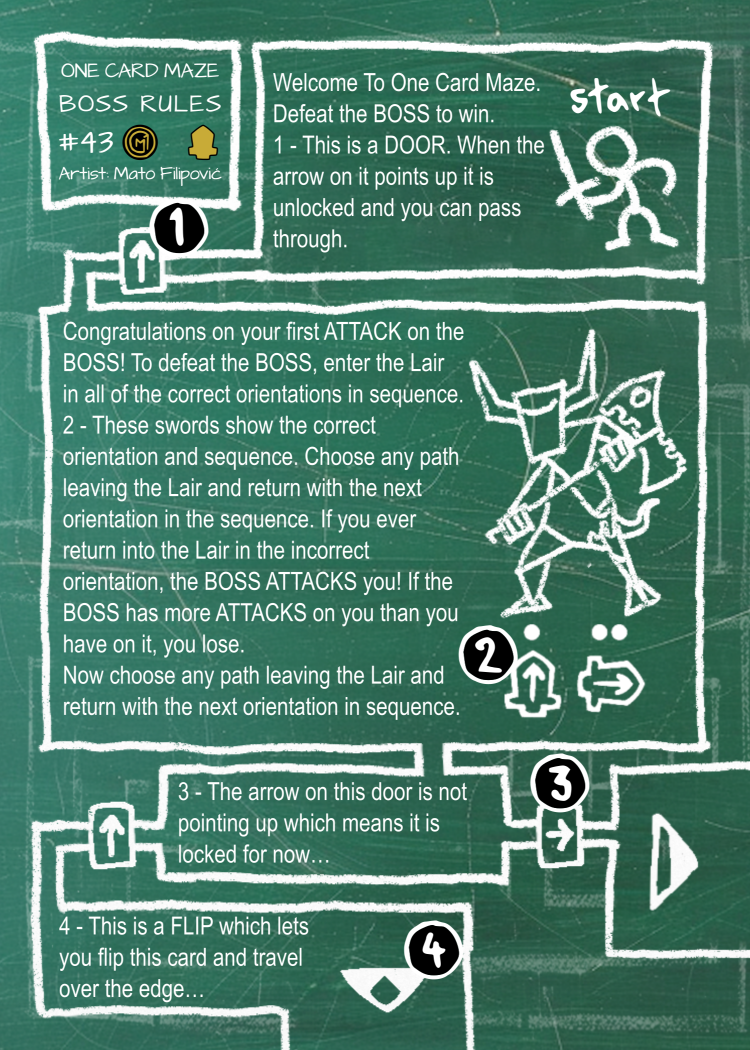 ONE CARD MAZE
BOSS RULES
#43
Artist: Mato Filipović
Welcome To One Card Maze.
Defeat the BOSS to win.
1 - This is a DOOR. When the
arrow on it points up it is
unlocked and you can pass
through.
start
1
Congratulations on your first ATTACK on the
BOSS! To defeat the BOSS, enter the Lair
in all of the correct orientations in sequence.
2 - These swords show the correct
orientation and sequence. Choose any path
leaving the Lair and return with the next
orientation in the sequence. If you ever
return into the Lair in the incorrect
orientation, the BOSS ATTACKS you! If the
BOSS has more ATTACKS on you than you
have on it, you lose.
Now choose any path leaving the Lair and
return with the next orientation in sequence.
2
3 - The arrow on this door is not
pointing up which means it is
locked for now…
3
4 - This is a FLIP which lets
you flip this card and travel
over the edge…
4